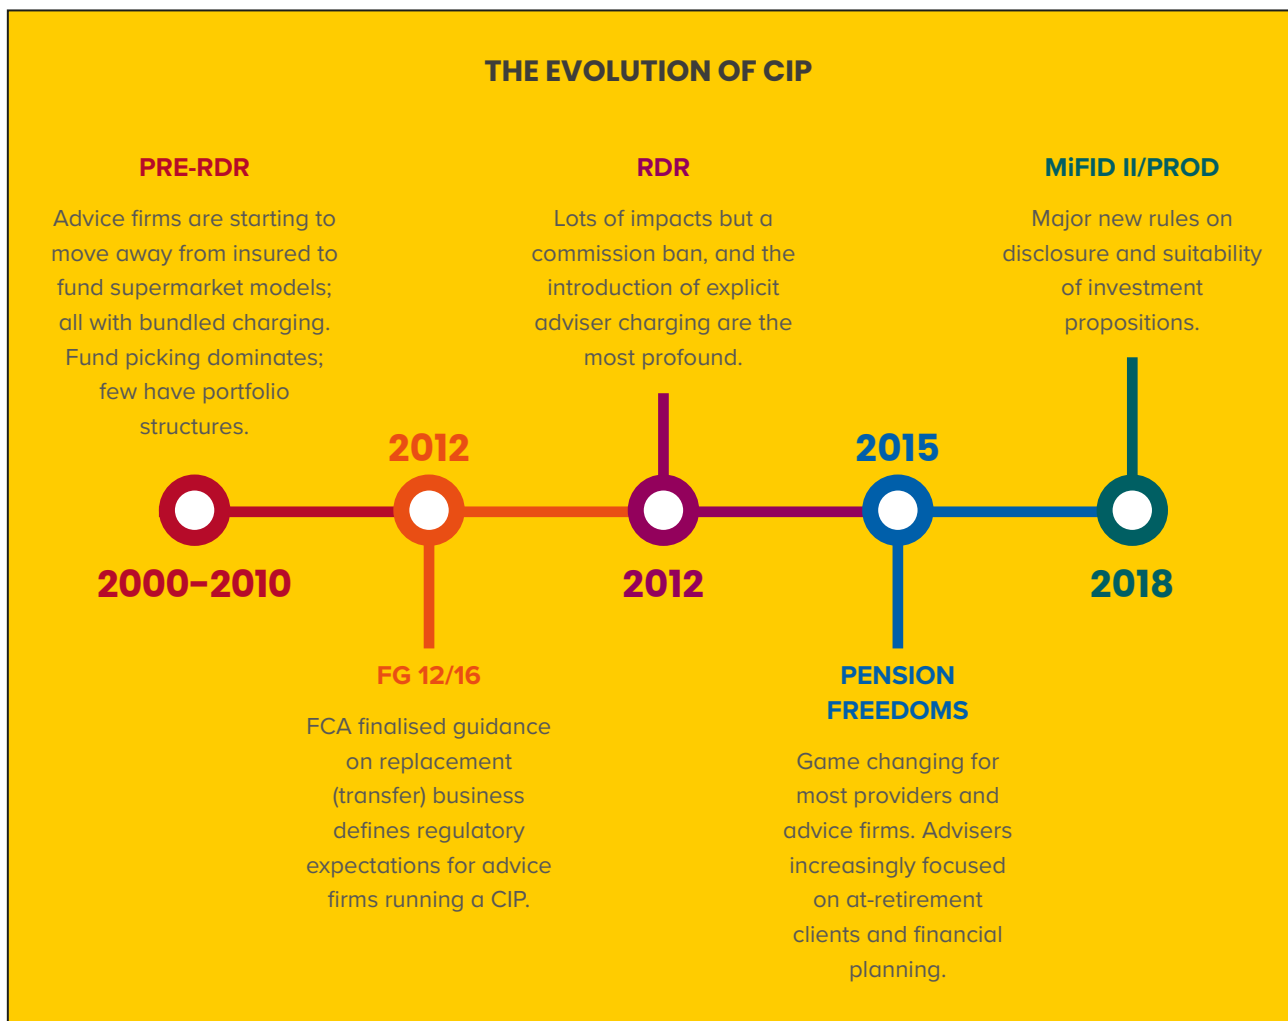 THE EVOLUTION OF CIP
PRE-RDR
Advice firms are starting to
move away from insured to
fund supermarket models;
all with bundled charging.
Fund picking dominates;
few have portfolio
structures.
2000–2010
2012
FG 12/16
FCA finalised guidance
on replacement
(transfer) business
defines regulatory
expectations for advice
firms running a CIP.
RDR
Lots of impacts but a
commission ban, and the
introduction of explicit
adviser charging are the
most profound.
2012
2015
PENSION
FREEDOMS
Game changing for
most providers and
advice firms. Advisers
increasingly focused
on at-retirement
clients and financial
planning.
MiFID II/PROD
Major new rules on
disclosure and suitability
of investment
propositions.
2018